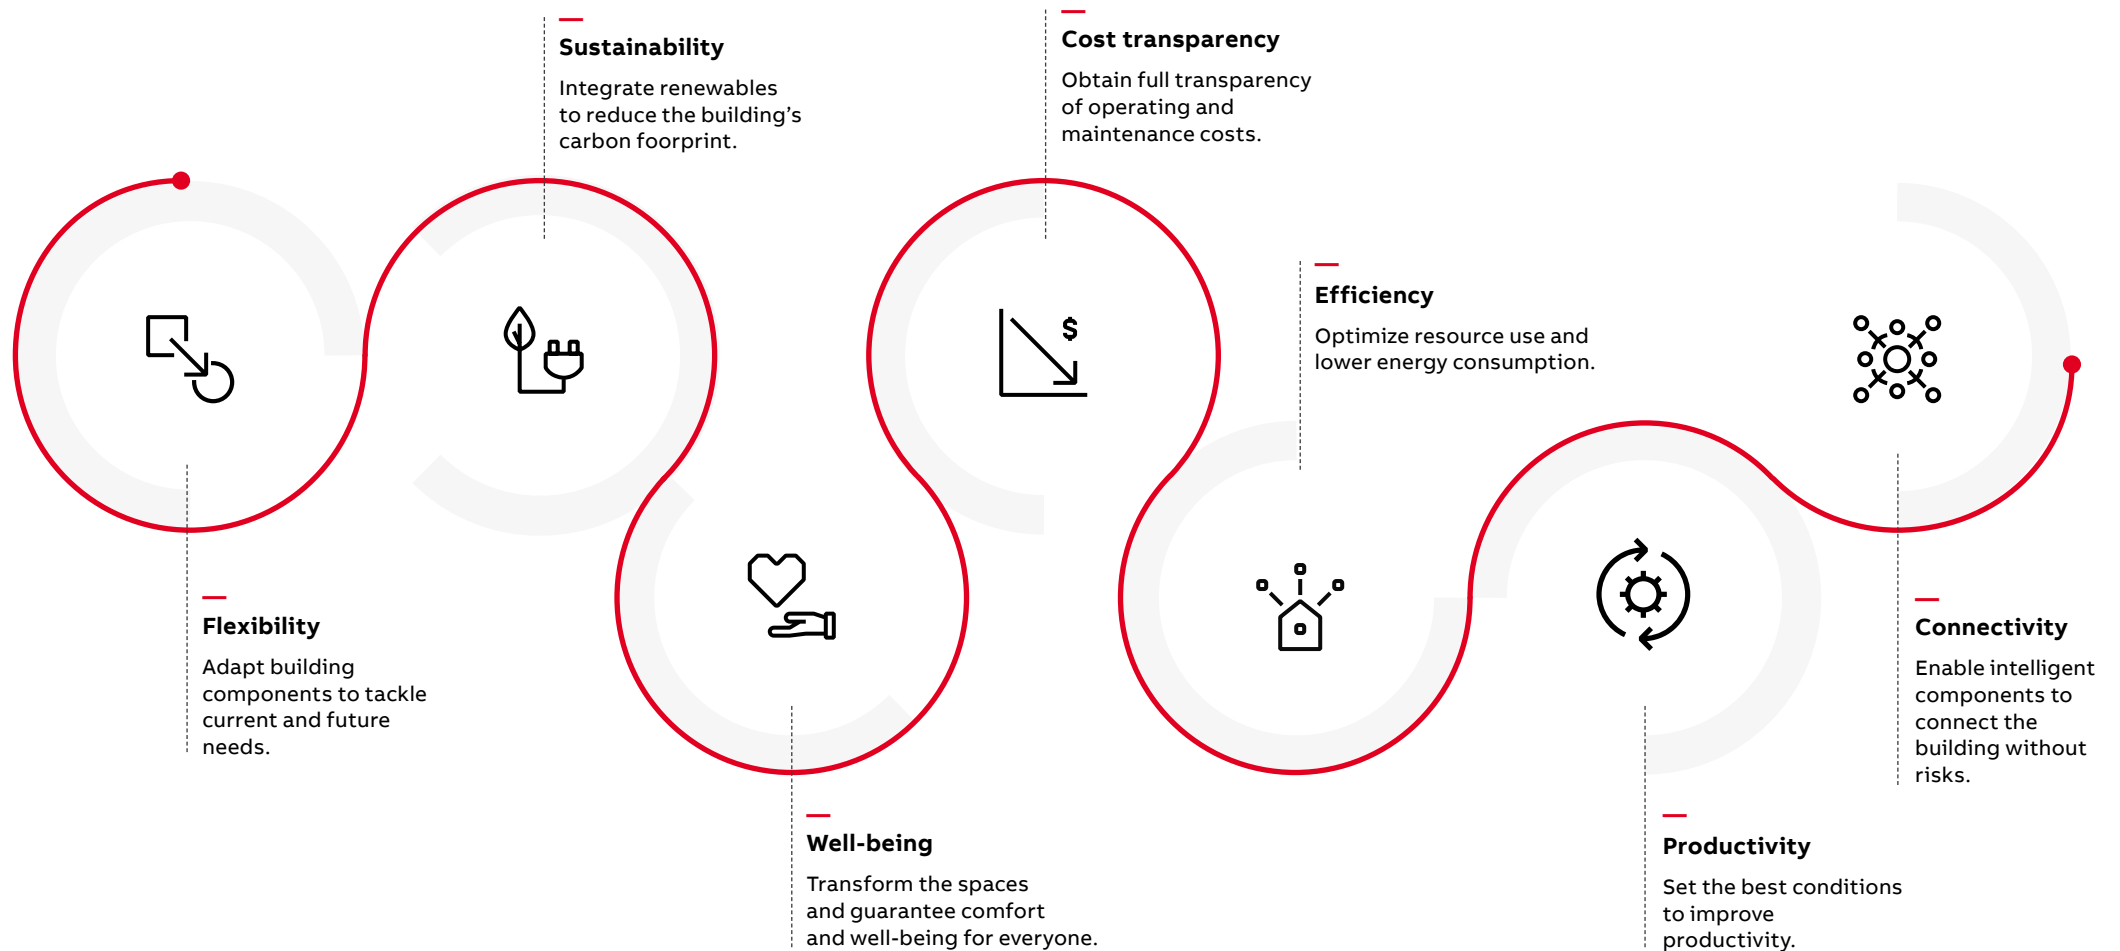 Sustainability
Integrate renewables
to reduce the building’s
carbon foorprint.
Cost transparency
Obtain full transparency
of operating and
maintenance costs.
Efficiency
Optimize resource use and
lower energy consumption.
$
Flexibility
Adapt building
components to tackle
current and future
needs.
Connectivity
Enable intelligent
components to
connect the
building without
risks.
Well-being
Transform the spaces
and guarantee comfort
and well-being for everyone.
Productivity
Set the best conditions
to improve
productivity.